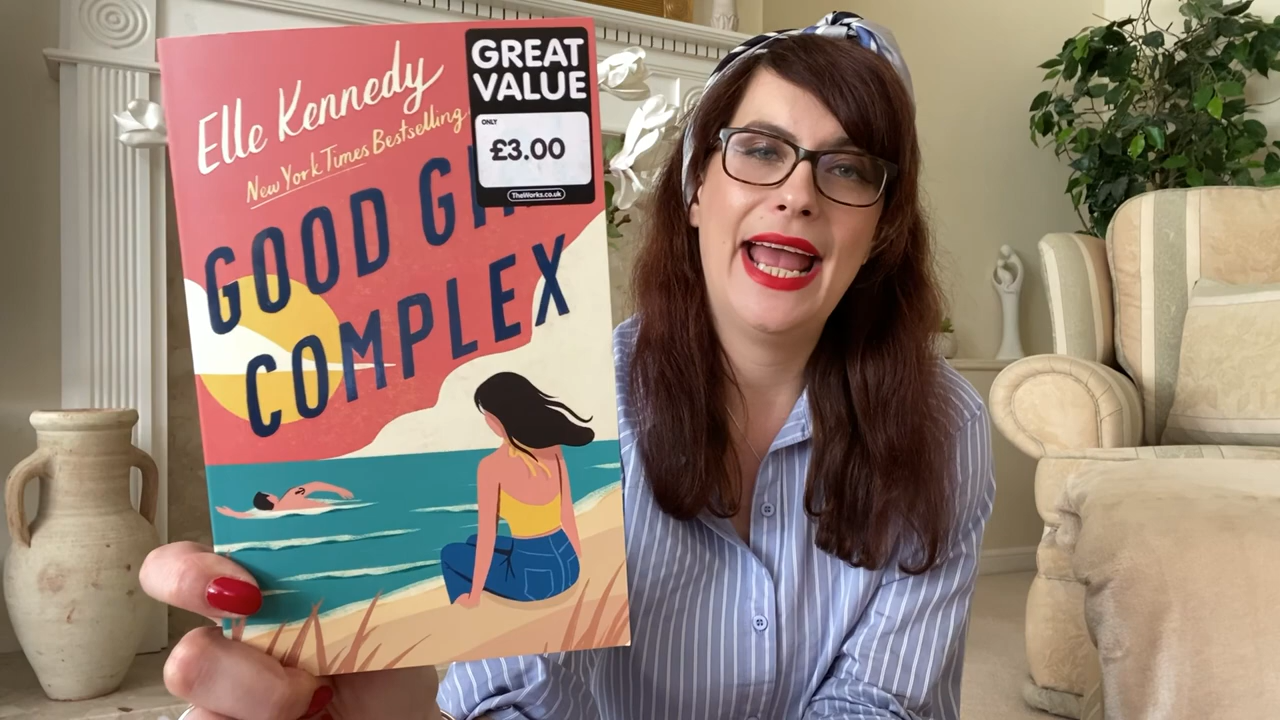 Elle Kennedy
New York Times Bestselling
GREAT
VALUE
ONLY
£3.00
TheWorks.co.uk
GOOD
COMPLEX